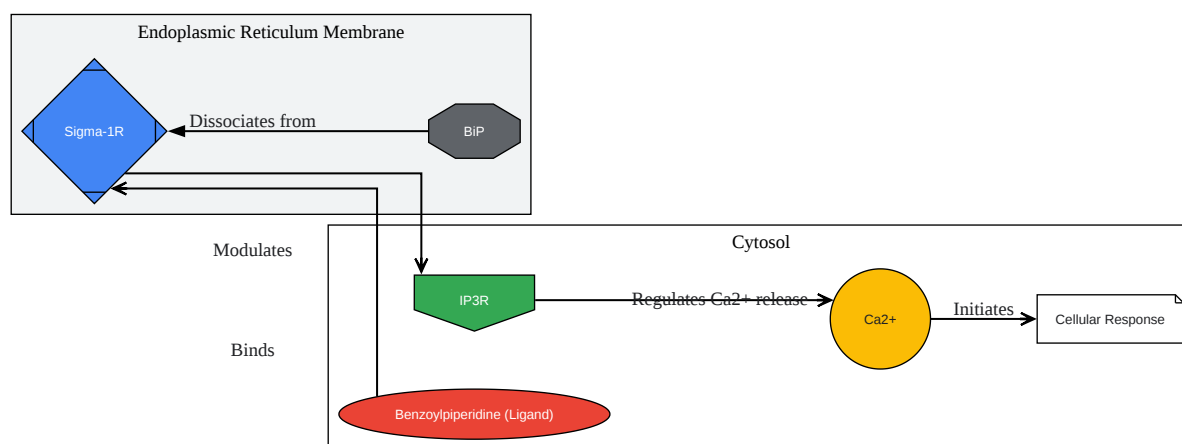 Endoplasmic Reticulum Membrane
Sigma-1R
Dissociates from
BiP
Modulates
Cytosol
IP3R
Regulates Ca2+ release
Ca2+
Initiates
Cellular Response
Binds
Benzoylpiperidine (Ligand)